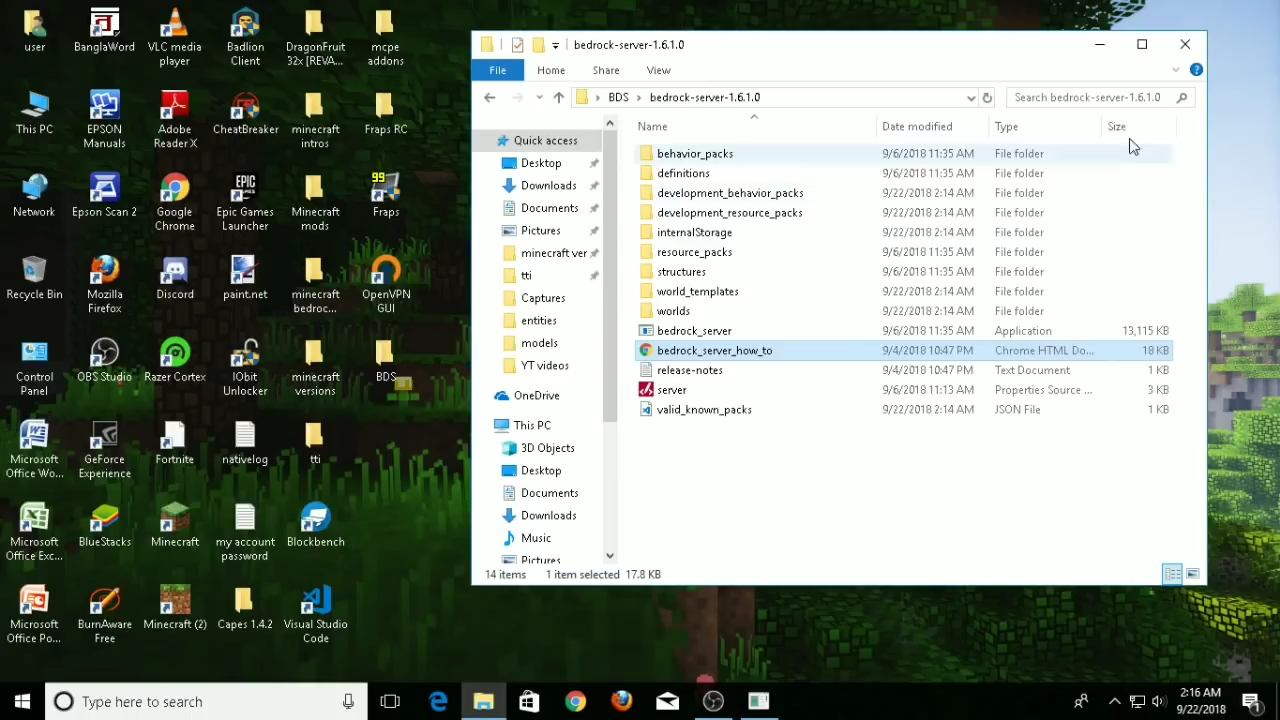 user
BanglaWord
VLC media
player
Badlion
Client
DragonFruit
32x [REVA...
mcpe
addons
This PC
EPSON
Manuals
Adobe
Reader X
CheatBreaker
minecraft
intros
Fraps RC
Network
Epson Scan 2
Google
Chrome
EPIC
GAMES
Epic Games
Launcher
Minecraft
mods
99
Fraps
Recycle Bin
Mozilla
Firefox
Discord
paint.net
minecraft
bedroc...
OpenVPN
GUI
Control
Panel
OBS Studio
Razer Cortex
IObit
Unlocker
minecraft
versions
BDS
Microsoft
Office Wo...
GeForce
Experience
Fortnite
nativelog
tti
Microsoft
Office Exc...
BlueStacks
Minecraft
my account
password
Blockbench
Microsoft
Office Po...
BurnAware
Free
Minecraft (2)
Capes 1.4.2
Visual Studio
Code
bedrock-server-1.6.1.0
File
Home
Share
View
BDS
bedrock-server-1.6.1.0
Search bedrock-server-1.6.1.0
Quick access
Desktop
Downloads
Documents
Pictures
minecraft ver
tti
Captures
entities
models
YT videos
OneDrive
This PC
3D Objects
Desktop
Documents
Downloads
Music
Pictures
Name Date modified Type Size
behavior_packs 9/6/2018 11:35 AM File folder
definitions 9/6/2018 11:35 AM File folder
development_behavior_packs 9/22/2018 2:14 AM File folder
development_resource_packs 9/22/2018 2:14 AM File folder
internalStorage 9/22/2018 2:14 AM File folder
resource_packs 9/6/2018 11:35 AM File folder
structures 9/6/2018 11:35 AM File folder
world_templates 9/22/2018 2:14 AM File folder
worlds 9/22/2018 2:14 AM File folder
bedrock_server 9/6/2018 11:35 AM Application 13,115 KB
bedrock_server_how_to 9/4/2018 10:47 PM Chrome HTML Do... 18 KB
release-notes 9/4/2018 10:47 PM Text Document 1 KB
server 9/6/2018 11:13 AM Properties Source ... 3 KB
valid_known_packs 9/22/2018 2:14 AM JSON File 1 KB
14 items 1 item selected 17.8 KB
Type here to search
2:16 AM
9/22/2018